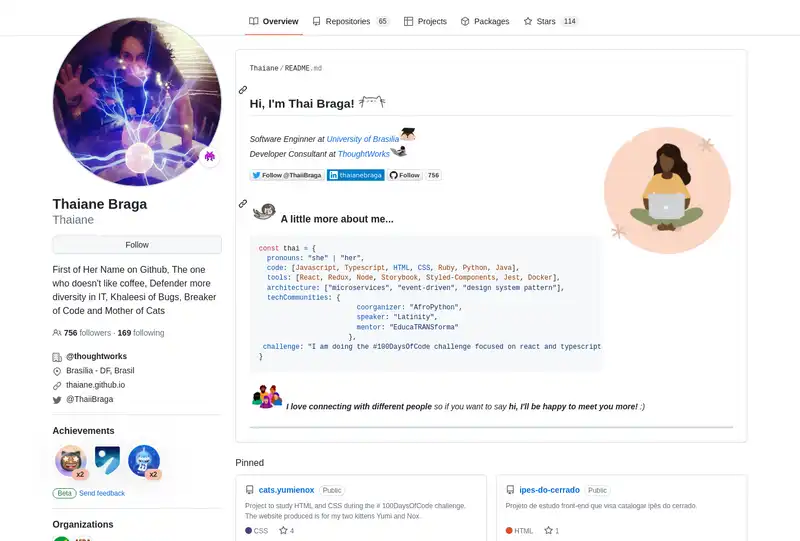 Overview
Repositories 65
Projects
Packages
Stars 114
Thaiane Braga
Thaiane
Follow
First of Her Name on Github, The one
who doesn't like coffee, Defender more
diversity in IT, Khaleesi of Bugs, Breaker
of Code and Mother of Cats
756 followers · 169 following
@thoughtworks
Brasília - DF, Brasil
thaiane.github.io
@ThaiiBraga
Achievements
x2
x2
Beta Send feedback
Organizations
Thaiane/README.md
Hi, I'm Thai Braga!
Software Enginner at University of Brasilia
Developer Consultant at ThoughtWorks
Follow @ThaiiBraga
in thaianebraga
Follow 756
A little more about me...
const thai = {
pronouns: "she" | "her",
code: [Javascript, Typescript, HTML, CSS, Ruby, Python, Java],
tools: [React, Redux, Node, Storybook, Styled-Components, Jest, Docker],
architecture: ["microservices", "event-driven", "design system pattern"],
techCommunities: {
coorganizer: "AfroPython",
speaker: "Latinity",
mentor: "EducaTRANSforma"
},
challenge: "I am doing the #100DaysOfCode challenge focused on react and typescript
}
I love connecting with different people so if you want to say hi, I'll be happy to meet you more! :)
Pinned
cats.yumienox Public
Project to study HTML and CSS during the # 100DaysOfCode challenge.
The website produced is for my two kittens Yumi and Nox.
CSS 4
ipes-do-cerrado Public
Projeto de estudo front-end que visa catalogar ipês do cerrado.
HTML 1